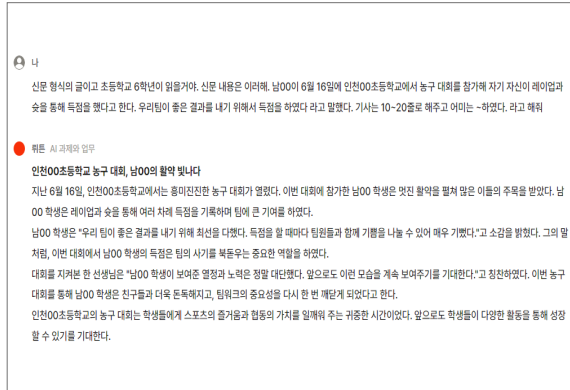 나
신문 형식의 글이고 초등학교 6학년이 읽을거야. 신문 내용은 이러해. 남00이 6월 16일에 인천00초등학교에서 농구 대회를 참가해 자기 자신이 레이업과
슛을 통해 득점을 했다고 한다. 우리팀이 좋은 결과를 내기 위해서 득점을 하였다 라고 말했다. 기사는 10~20줄로 해주고 어미는 ~하였다. 라고 해줘
뤼튼 AI 과제와 업무
인천00초등학교 농구 대회, 남00의 활약 빛나다
지난 6월 16일, 인천00초등학교에서는 흥미진진한 농구 대회가 열렸다. 이번 대회에 참가한 남00 학생은 멋진 활약을 펼쳐 많은 이들의 주목을 받았다. 남
00 학생은 레이업과 슛을 통해 여러 차례 득점을 기록하며 팀에 큰 기여를 하였다.
남00 학생은 "우리 팀이 좋은 결과를 내기 위해 최선을 다했다. 득점을 할 때마다 팀원들과 함께 기쁨을 나눌 수 있어 매우 기뻤다."고 소감을 밝혔다. 그의 말
처럼, 이번 대회에서 남00 학생의 득점은 팀의 사기를 북돋우는 중요한 역할을 하였다.
대회를 지켜본 한 선생님은 "남00 학생이 보여준 열정과 노력은 정말 대단했다. 앞으로도 이런 모습을 계속 보여주기를 기대한다."고 칭찬하였다. 이번 농구
대회를 통해 남00 학생은 친구들과 더욱 돈독해지고, 팀워크의 중요성을 다시 한 번 깨닫게 되었다고 한다.
인천00초등학교의 농구 대회는 학생들에게 스포츠의 즐거움과 협동의 가치를 일깨워 주는 귀중한 시간이었다. 앞으로도 학생들이 다양한 활동을 통해 성장
할 수 있기를 기대한다.